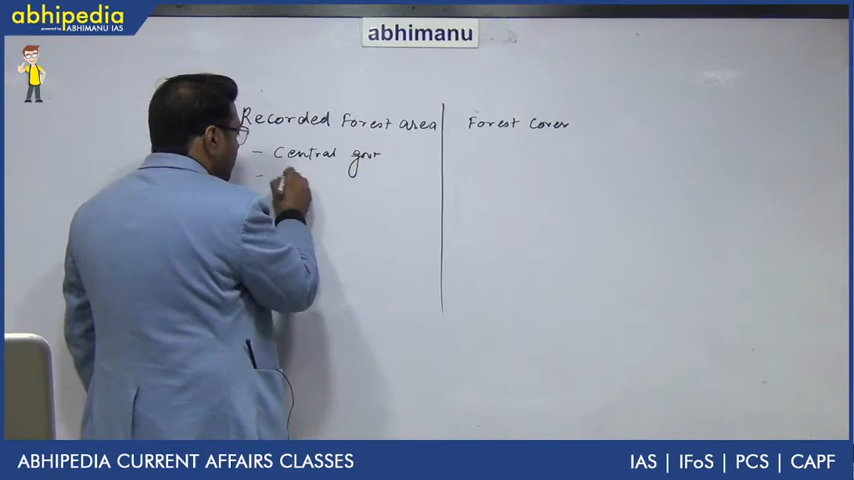 abhipedia
powered by ABHIMANU IAS
abhimanu
Recorded Forest area
Forest Cover
- Central govt
-
ABHIPEDIA CURRENT AFFAIRS CLASSES
IAS | IFoS | PCS | CAPF